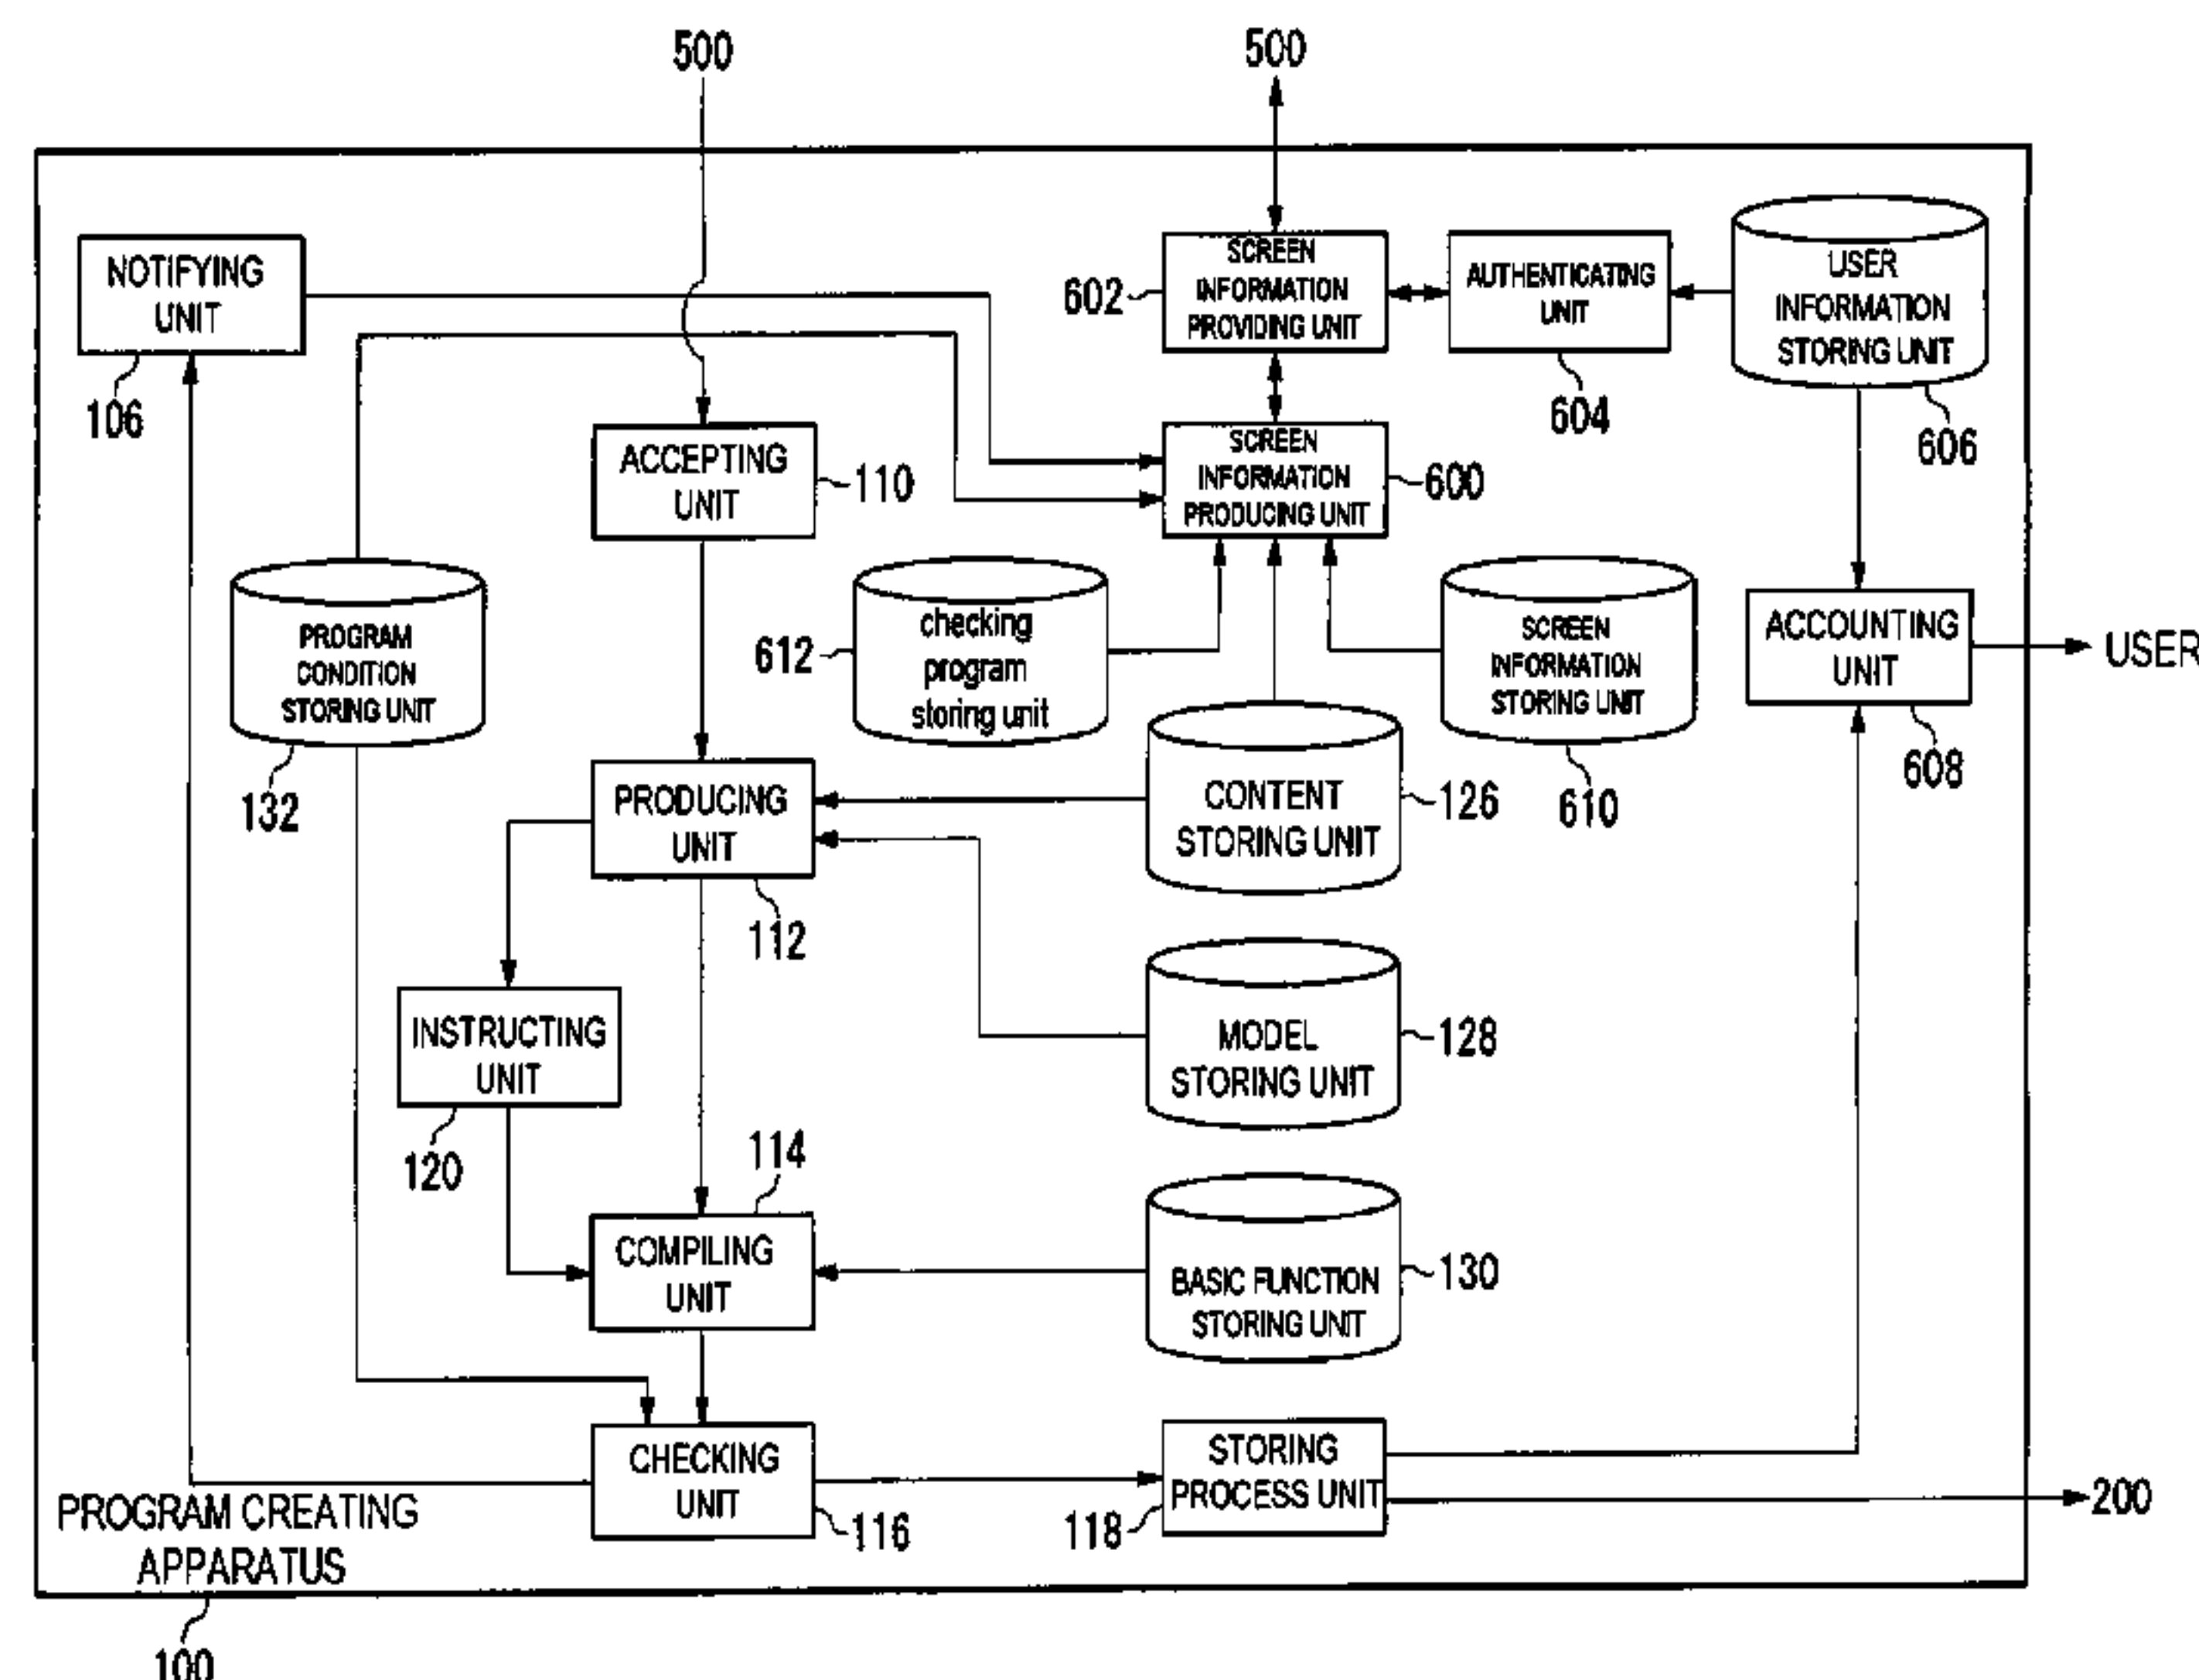 500
500
NOTIFYING
UNIT
106
SCREEN
INFORMATION
PROVIDING UNIT
602
AUTHENTICATING
UNIT
604
USER
INFORMATION
STORING UNIT
606
ACCEPTING
UNIT
110
SCREEN
INFORMATION
PRODUCING UNIT
600
PROGRAM
CONDITION
STORING UNIT
132
checking
program
storing unit
612
SCREEN
INFORMATION
STORING UNIT
610
ACCOUNTING
UNIT
608
USER
PRODUCING
UNIT
112
CONTENT
STORING UNIT
126
INSTRUCTING
UNIT
120
MODEL
STORING UNIT
128
114
COMPILING
UNIT
BASIC FUNCTION
STORING UNIT
130
CHECKING
UNIT
116
STORING
PROCESS UNIT
118
200
PROGRAM CREATING
APPARATUS
100